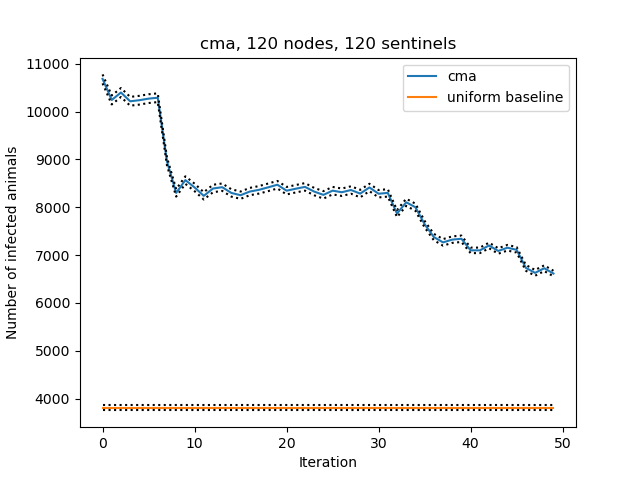 cma, 120 nodes, 120 sentinels
cma
uniform baseline
Number of infected animals
11000
10000
9000
8000
7000
6000
5000
4000
0 10 20 30 40 50
Iteration